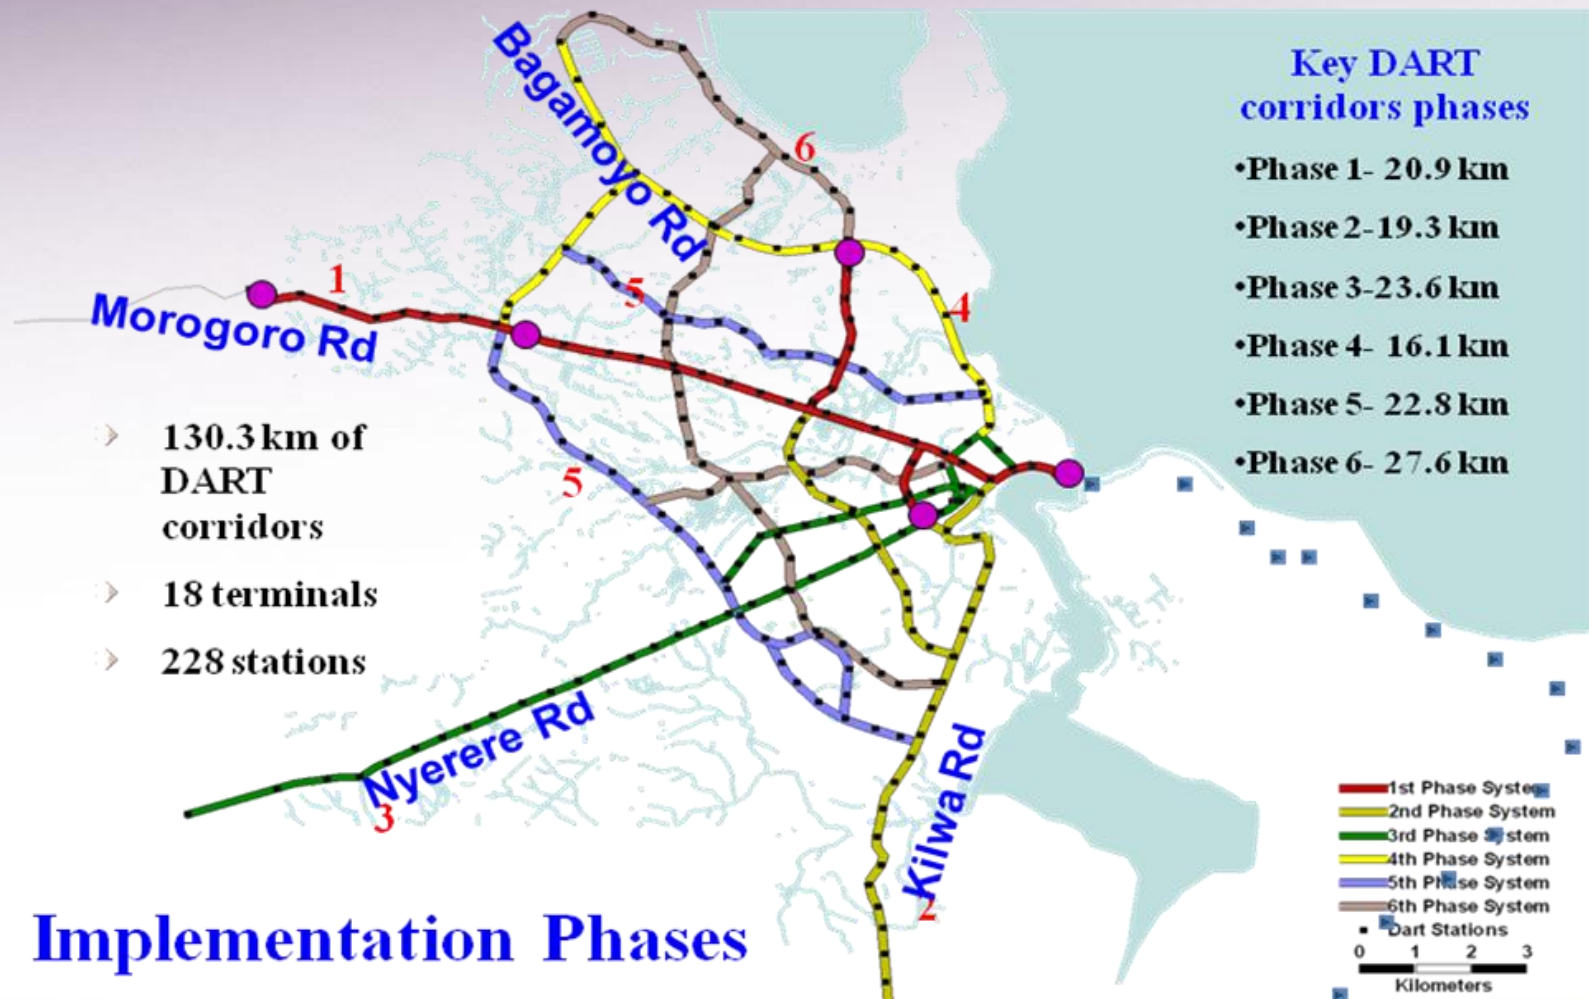 Bagamoyo Rd
Key DART
corridors phases
•Phase 1- 20.9 km
•Phase 2-19.3 km
•Phase 3-23.6 km
•Phase 4- 16.1 km
•Phase 5- 22.8 km
•Phase 6- 27.6 km
6
1
5
4
Morogoro Rd
130.3 km of
DART
corridors
18 terminals
228 stations
5
Nyerere Rd
3
Kilwa Rd
2
Implementation Phases
1st Phase System
2nd Phase System
3rd Phase System
4th Phase System
5th Phase System
6th Phase System
Dart Stations
0 1 2 3
Kilometers